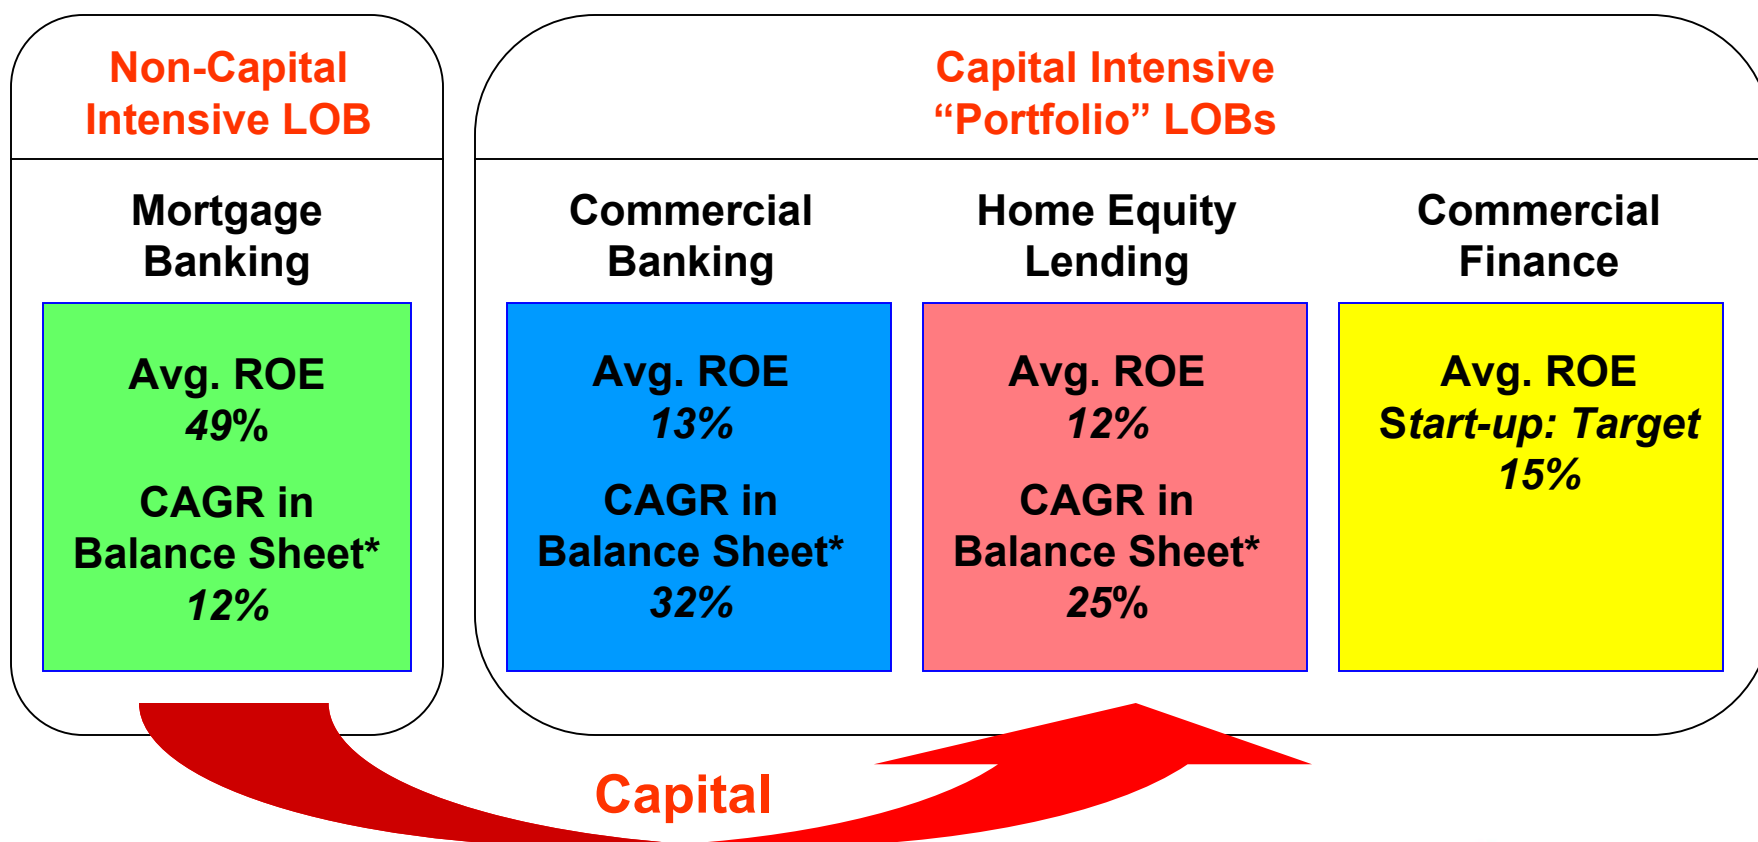 Non-Capital
Intensive LOB
Capital Intensive
“Portfolio” LOBs
Mortgage
Banking
Avg. ROE
49%
CAGR in
Balance Sheet*
12%
Commercial
Banking
Avg. ROE
13%
CAGR in
Balance Sheet*
32%
Home Equity
Lending
Avg. ROE
12%
CAGR in
Balance Sheet*
25%
Commercial
Finance
Avg. ROE
Start-up: Target
15%
Capital